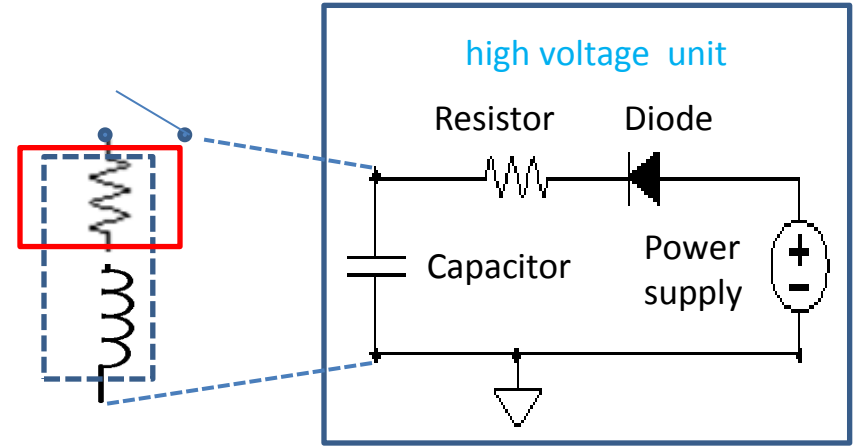 high voltage unit
Resistor
Diode
Capacitor
Power
supply
+
-